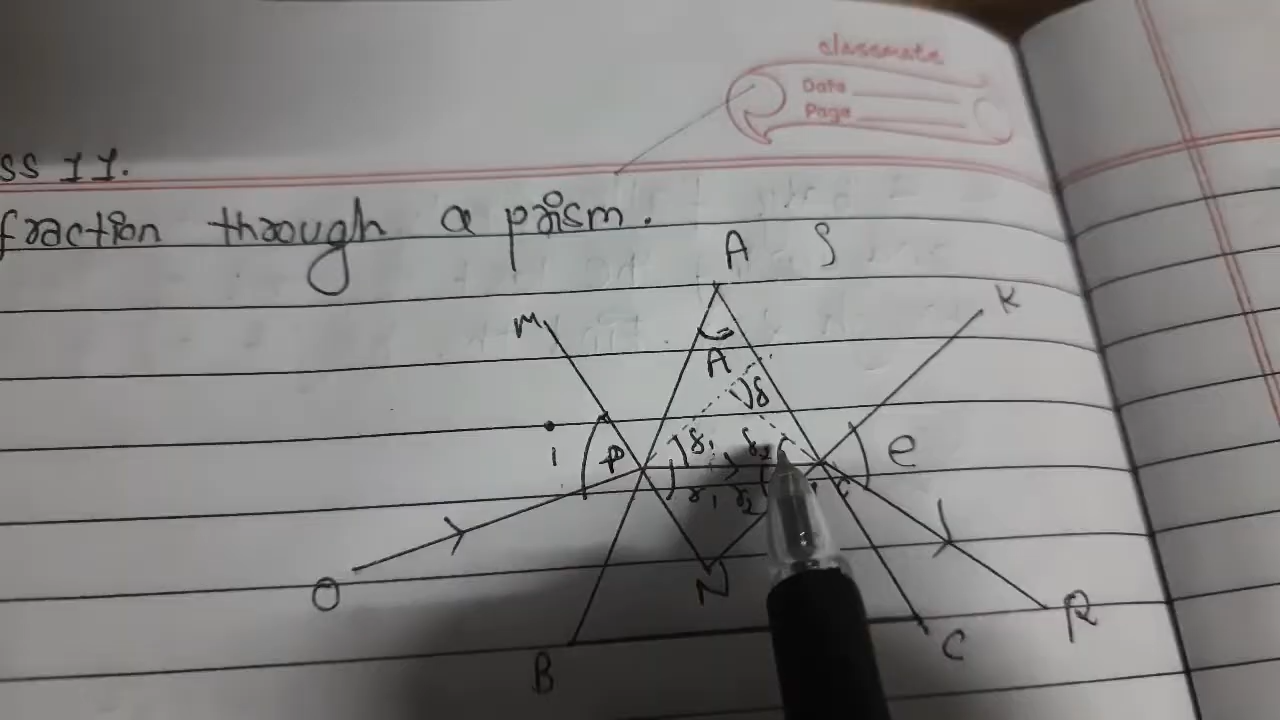 classmate
Date
Page
ss 11.
fraction through a prism.
A
S
M
K
A
δ
i
P
δ1
δ2
e
r1
r2
O
N
B
C
R